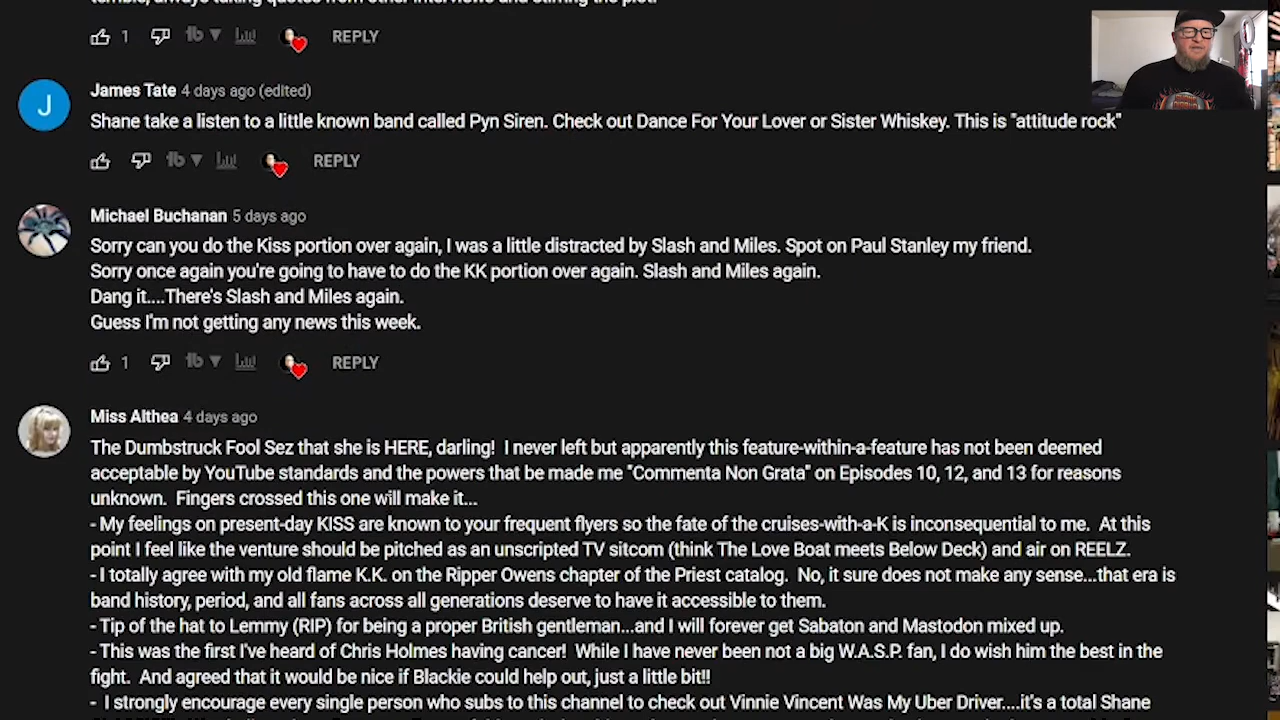 terrible, always taking quotes from other interviews and stirring the plot.
1 REPLY
J
James Tate 4 days ago (edited)
Shane take a listen to a little known band called Pyn Siren. Check out Dance For Your Lover or Sister Whiskey. This is "attitude rock"
REPLY
Michael Buchanan 5 days ago
Sorry can you do the Kiss portion over again, I was a little distracted by Slash and Miles. Spot on Paul Stanley my friend.
Sorry once again you're going to have to do the KK portion over again. Slash and Miles again.
Dang it....There's Slash and Miles again.
Guess I'm not getting any news this week.
1 REPLY
Miss Althea 4 days ago
The Dumbstruck Fool Sez that she is HERE, darling! I never left but apparently this feature-within-a-feature has not been deemed
acceptable by YouTube standards and the powers that be made me "Commenta Non Grata" on Episodes 10, 12, and 13 for reasons
unknown. Fingers crossed this one will make it...
- My feelings on present-day KISS are known to your frequent flyers so the fate of the cruises-with-a-K is inconsequential to me. At this
point I feel like the venture should be pitched as an unscripted TV sitcom (think The Love Boat meets Below Deck) and air on REELZ.
- I totally agree with my old flame K.K. on the Ripper Owens chapter of the Priest catalog. No, it sure does not make any sense...that era is
band history, period, and all fans across all generations deserve to have it accessible to them.
- Tip of the hat to Lemmy (RIP) for being a proper British gentleman...and I will forever get Sabaton and Mastodon mixed up.
- This was the first I've heard of Chris Holmes having cancer! While I have never been not a big W.A.S.P. fan, I do wish him the best in the
fight. And agreed that it would be nice if Blackie could help out, just a little bit!!
- I strongly encourage every single person who subs to this channel to check out Vinnie Vincent Was My Uber Driver....it's a total Shane